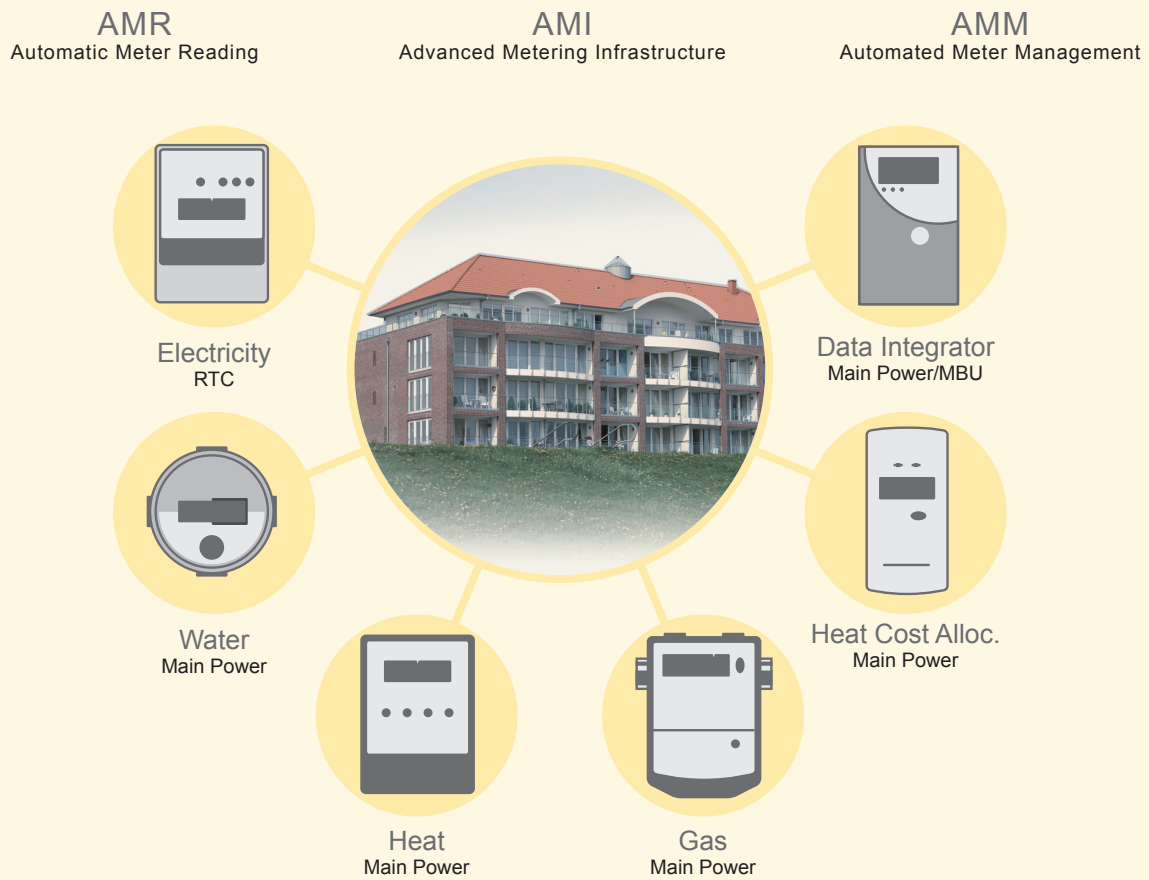 AMR
Automatic Meter Reading
AMI
Advanced Metering Infrastructure
AMM
Automated Meter Management
Electricity
RTC
Data Integrator
Main Power/MBU
Water
Main Power
Heat Cost Alloc.
Main Power
Heat
Main Power
Gas
Main Power